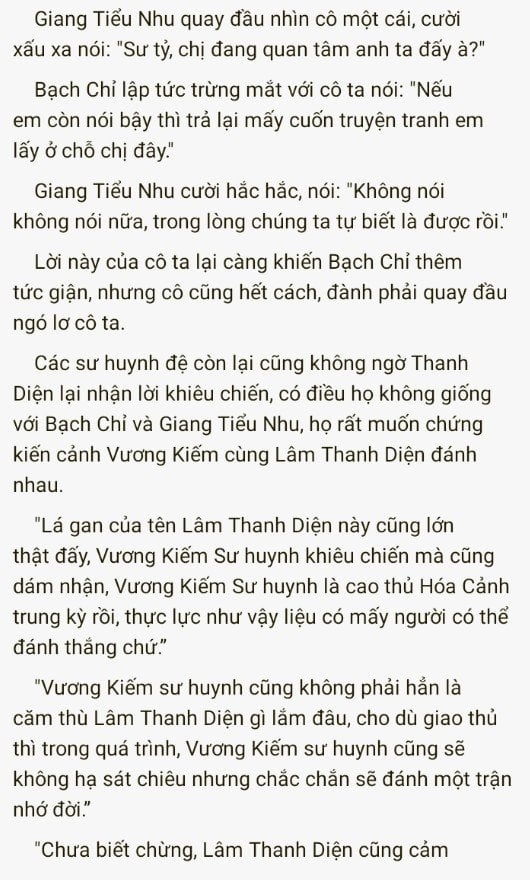 Giang Tiểu Nhu quay đầu nhìn cô một cái, cười
xấu xa nói: "Sư tỷ, chị đang quan tâm anh ta đấy à?"
Bạch Chỉ lập tức trừng mắt với cô ta nói: "Nếu
em còn nói bậy thì trả lại mấy cuốn truyện tranh em
lấy ở chỗ chị đây."
Giang Tiểu Nhu cười hắc hắc, nói: "Không nói
không nói nữa, trong lòng chúng ta tự biết là được rồi."
Lời này của cô ta lại càng khiến Bạch Chỉ thêm
tức giận, nhưng cô cũng hết cách, đành phải quay đầu
ngó lơ cô ta.
Các sư huynh đệ còn lại cũng không ngờ Thanh
Diện lại nhận lời khiêu chiến, có điều họ không giống
với Bạch Chỉ và Giang Tiểu Nhu, họ rất muốn chứng
kiến cảnh Vương Kiếm cùng Lâm Thanh Diện đánh
nhau.
"Lá gan của tên Lâm Thanh Diện này cũng lớn
thật đấy, Vương Kiếm Sư huynh khiêu chiến mà cũng
dám nhận, Vương Kiếm Sư huynh là cao thủ Hóa Cảnh
trung kỳ rồi, thực lực như vậy liệu có mấy người có thể
đánh thắng chứ.”
"Vương Kiếm sư huynh cũng không phải hẳn là
căm thù Lâm Thanh Diện gì lắm đâu, cho dù giao thủ
thì trong quá trình, Vương Kiếm sư huynh cũng sẽ
không hạ sát chiêu nhưng chắc chắn sẽ đánh một trận
nhớ đời.”
"Chưa biết chừng, Lâm Thanh Diện cũng cảm